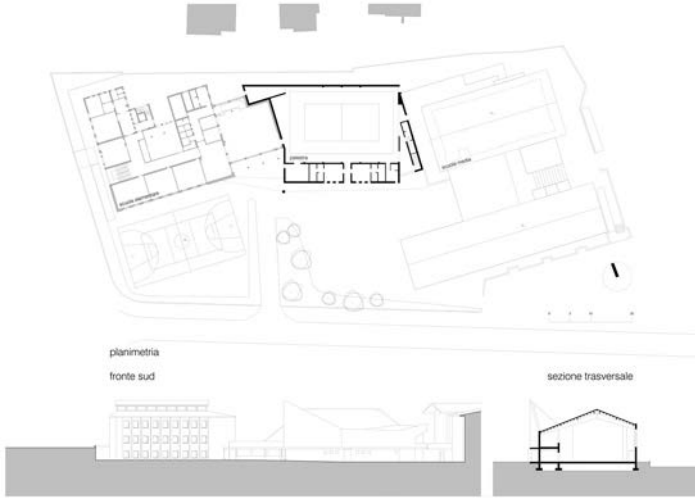 palestra
scuola media
scuola elementare
planimetria
fronte sud
sezione trasversale